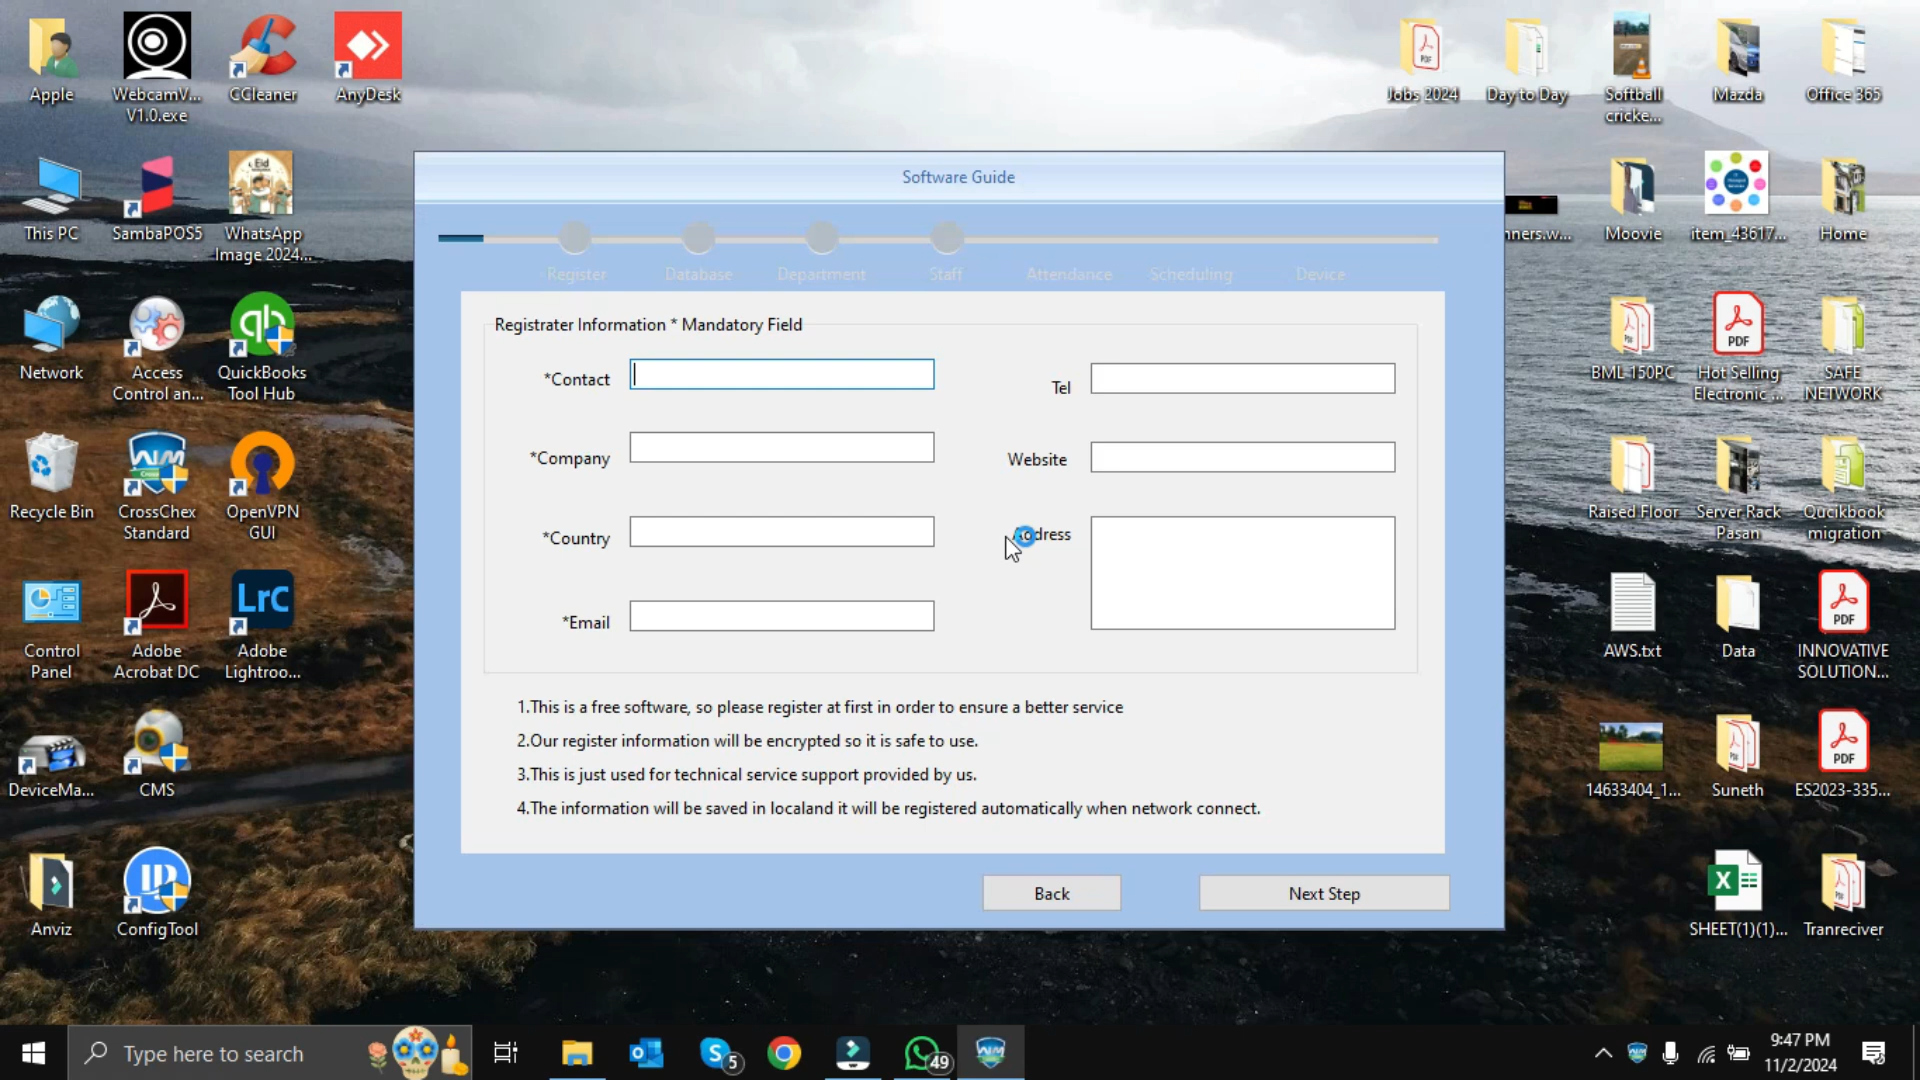 Apple
WebcamV...
V1.0.exe
CCleaner
AnyDesk
Jobs 2024
Day to Day
Softball
cricke...
Mazda
Office 365
This PC
SambaPOS5
WhatsApp
Image 2024...
nners.w...
Moovie
item_43617...
Home
Network
Access
Control an...
QuickBooks
Tool Hub
BML 150PC
Hot Selling
Electronic ...
SAFE
NETWORK
Recycle Bin
CrossChex
Standard
OpenVPN
GUI
Raised Floor
Server Rack
Pasan
Qucikbook
migration
Control
Panel
Adobe
Acrobat DC
Adobe
Lightroo...
AWS.txt
Data
INNOVATIVE
SOLUTION...
DeviceMa...
CMS
14633404_1...
Suneth
ES2023-335...
Anviz
ConfigTool
SHEET(1)(1)...
Tranreciver
Software Guide
Register
Database
Department
Staff
Attendance
Scheduling
Device
Registrater Information * Mandatory Field
*Contact
Tel
*Company
Website
*Country
Address
*Email
1.This is a free software, so please register at first in order to ensure a better service
2.Our register information will be encrypted so it is safe to use.
3.This is just used for technical service support provided by us.
4.The information will be saved in localand it will be registered automatically when network connect.
Back
Next Step
Type here to search
5
49
9:47 PM
11/2/2024